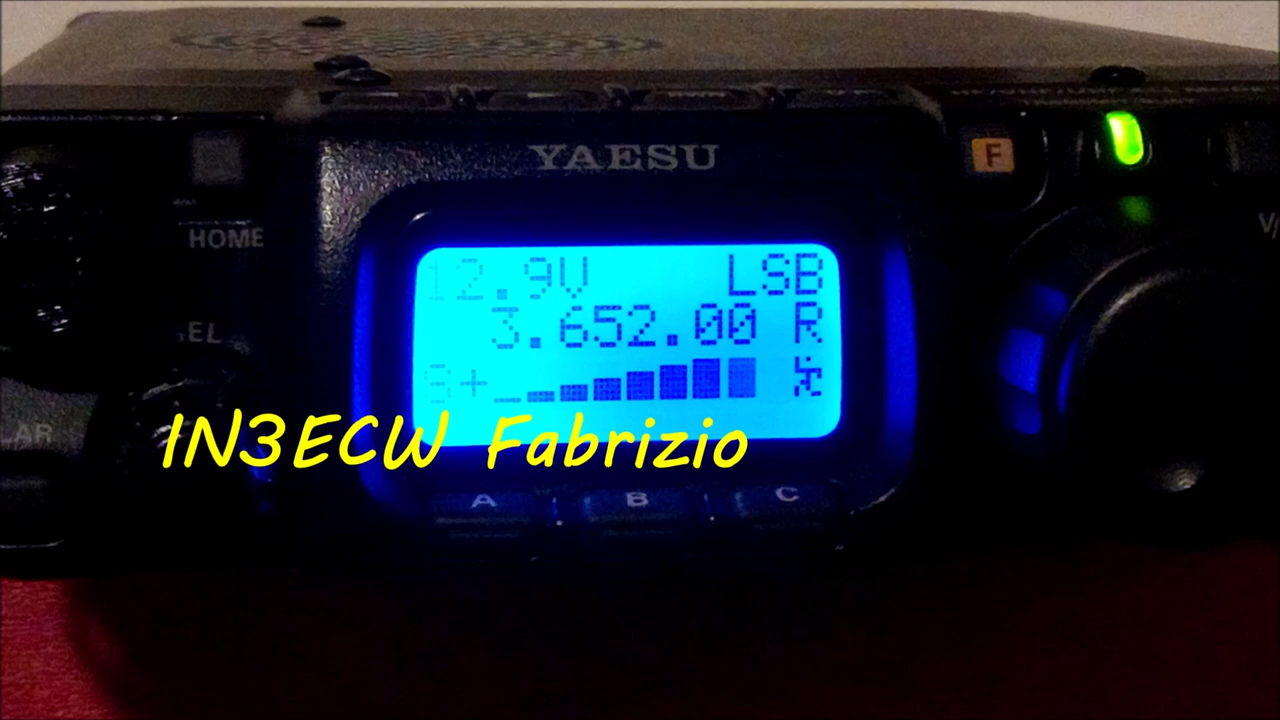 YAESU
F
HOME
12.9V LSB
3.652.00 R
S+
IN3ECW Fabrizio
A B C